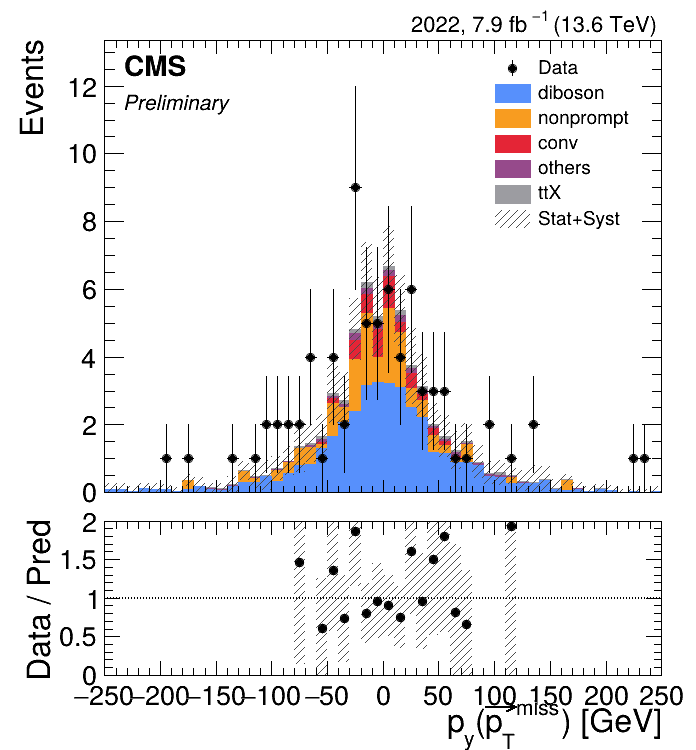 2022, 7.9 fb⁻¹ (13.6 TeV)
CMS
Preliminary
Events
12
10
8
6
4
2
0
Data
diboson
nonprompt
conv
others
ttX
Stat+Syst
Data / Pred
2
1.5
1
0.5
0
−250 −200 −150 −100 −50 0 50 100 150 200 250
p_y(p_T^miss) [GeV]